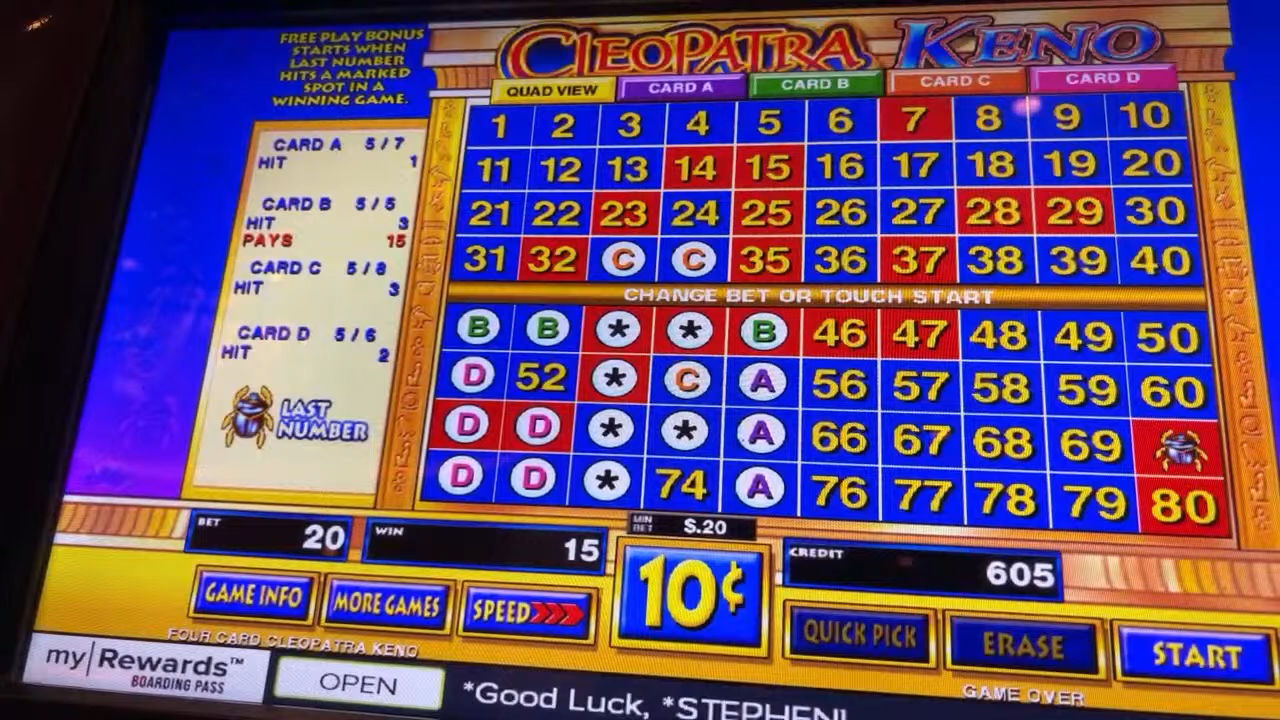 FREE PLAY BONUS
STARTS WHEN
LAST NUMBER
HITS A MARKED
SPOT IN A
WINNING GAME.
CLEOPATRA KENO
QUAD VIEW CARD A CARD B CARD C CARD D
CARD A 5/7
HIT 1
CARD B 5/5
HIT 3
PAYS 15
CARD C 5/8
HIT 3
CARD D 5/6
HIT 2
LAST
NUMBER
1 2 3 4 5 6 7 8 9 10
11 12 13 14 15 16 17 18 19 20
21 22 23 24 25 26 27 28 29 30
31 32 C C 35 36 37 38 39 40
CHANGE BET OR TOUCH START
B B * * B 46 47 48 49 50
D 52 * C A 56 57 58 59 60
D D * * A 66 67 68 69
D D * 74 A 76 77 78 79 80
BET 20
WIN 15
MIN BET $.20
10¢
CREDIT 605
GAME INFO MORE GAMES SPEED QUICK PICK ERASE START
FOUR CARD CLEOPATRA KENO
GAME OVER
my|Rewards™
BOARDING PASS
OPEN
*Good Luck, *STEPHEN!